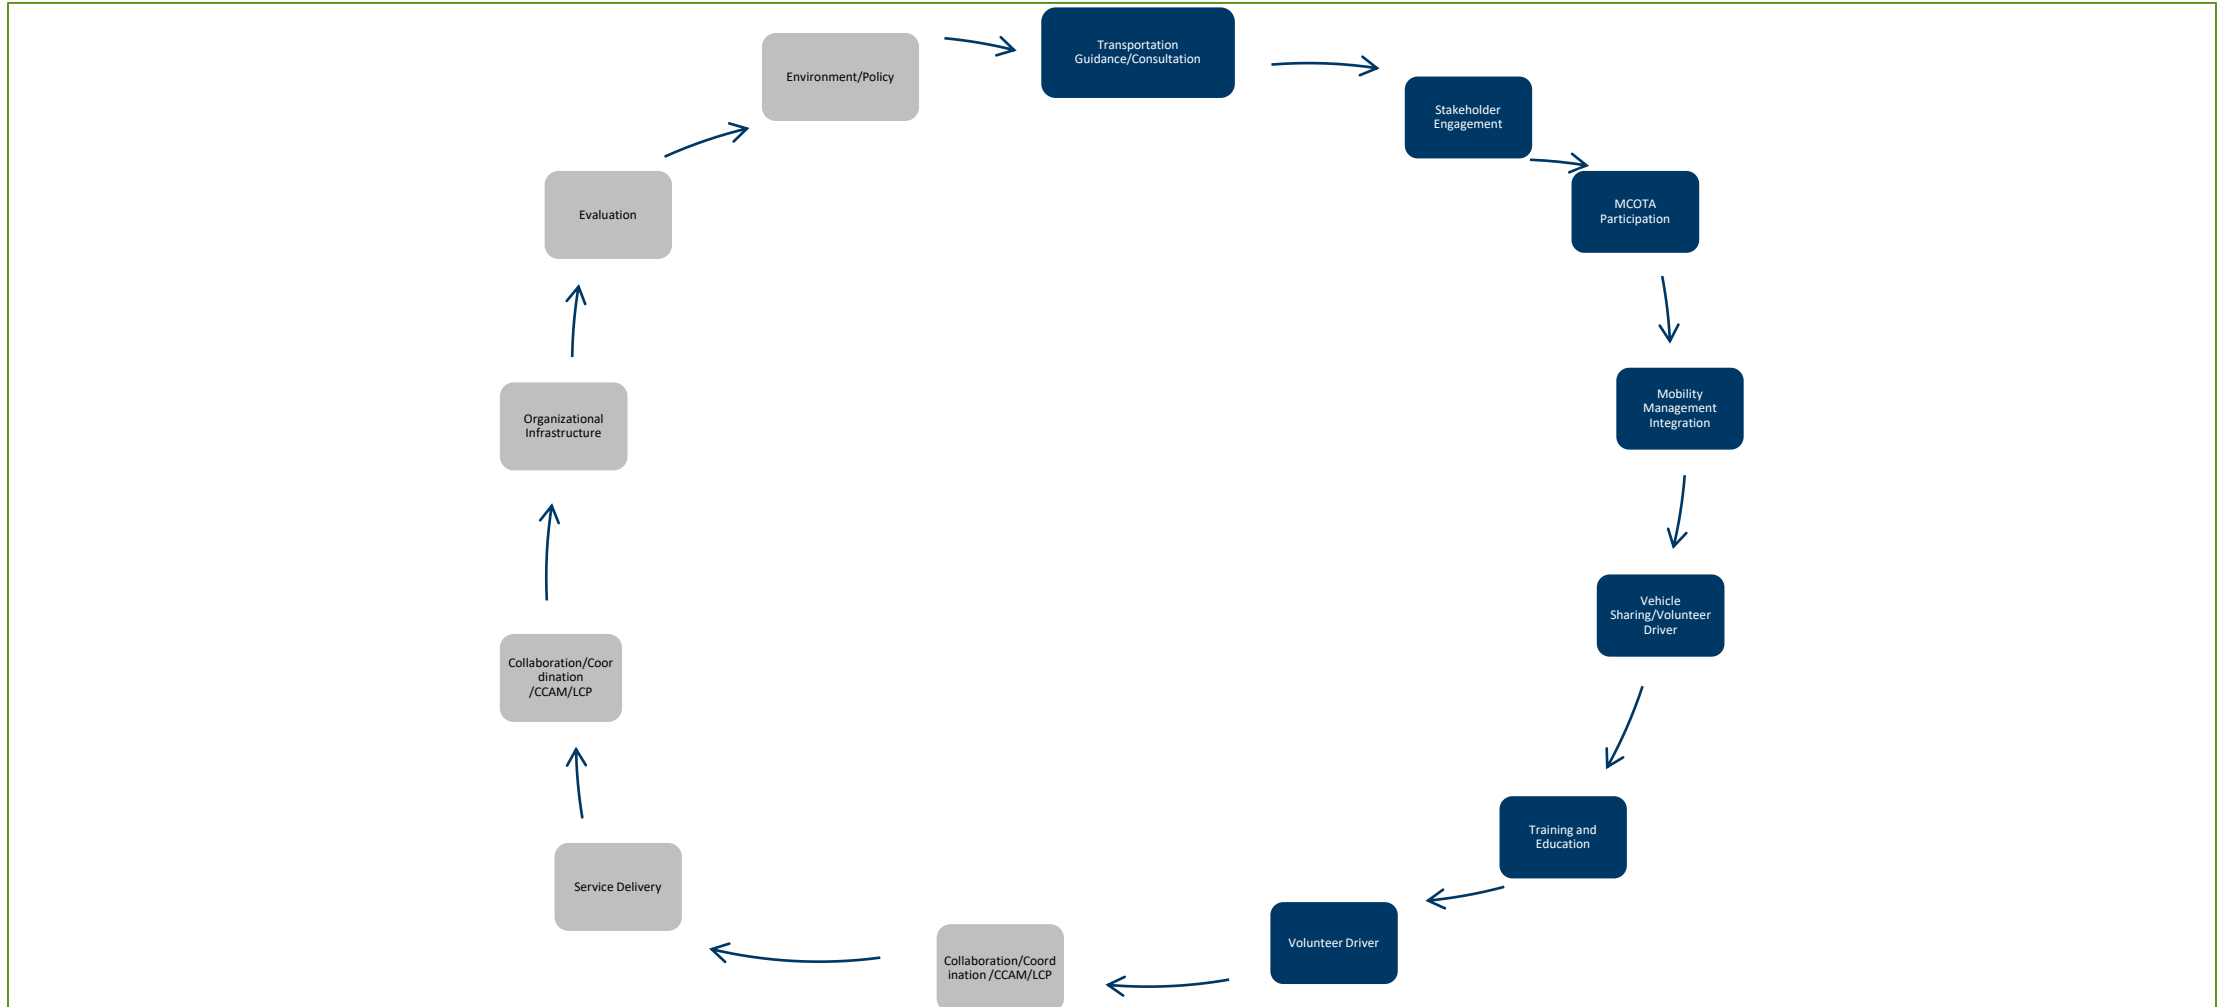 Transportation
Guidance/Consultation
Stakeholder
Engagement
MCOTA
Participation
Mobility
Management
Integration
Vehicle
Sharing/Volunteer
Driver
Training and
Education
Volunteer Driver
Collaboration/Coord
ination /CCAM/LCP
Service Delivery
Collaboration/Coor
dination
/CCAM/LCP
Organizational
Infrastructure
Evaluation
Environment/Policy